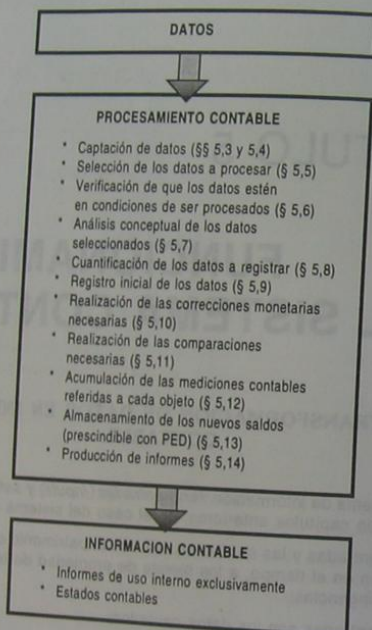 DATOS
PROCESAMIENTO CONTABLE
* Captación de datos (§§ 5,3 y 5,4)
* Selección de los datos a procesar (§ 5,5)
* Verificación de que los datos estén
en condiciones de ser procesados (§ 5,6)
* Análisis conceptual de los datos
seleccionados (§ 5,7)
* Cuantificación de los datos a registrar (§ 5,8)
* Registro inicial de los datos (§ 5,9)
* Realización de las correcciones monetarias
necesarias (§ 5,10)
* Realización de las comparaciones
necesarias (§ 5,11)
* Acumulación de las mediciones contables
referidas a cada objeto (§ 5,12)
* Almacenamiento de los nuevos saldos
(prescindible con PED) (§ 5,13)
* Producción de informes (§ 5,14)
INFORMACION CONTABLE
* Informes de uso interno exclusivamente
* Estados contables